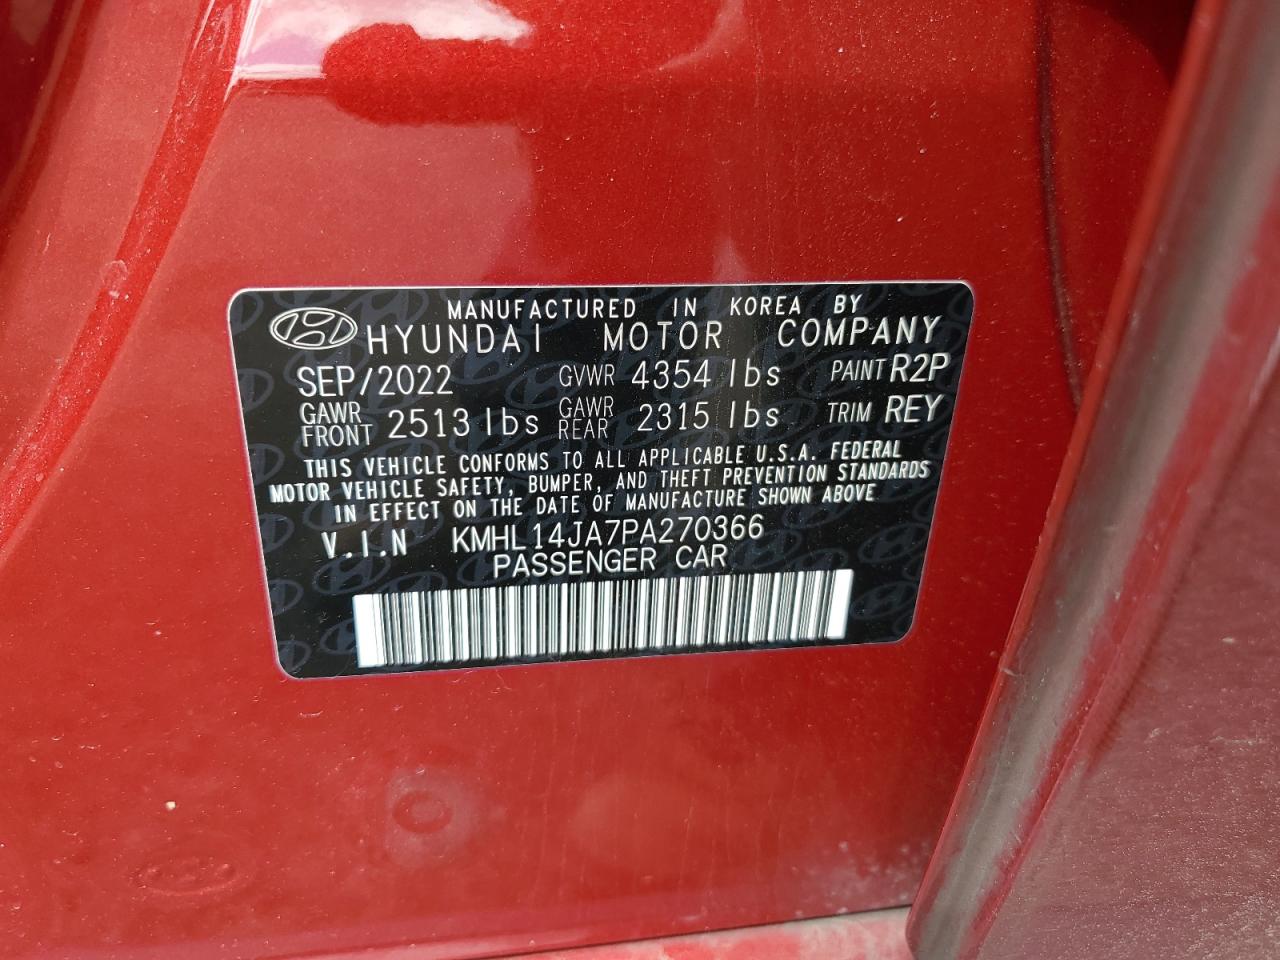 MANUFACTURED IN KOREA BY
HYUNDAI MOTOR COMPANY
SEP/2022 GVWR 4354 lbs PAINT R2P
GAWR FRONT 2513 lbs GAWR REAR 2315 lbs TRIM REY
THIS VEHICLE CONFORMS TO ALL APPLICABLE U.S.A. FEDERAL
MOTOR VEHICLE SAFETY, BUMPER, AND THEFT PREVENTION STANDARDS
IN EFFECT ON THE DATE OF MANUFACTURE SHOWN ABOVE
V.I.N KMHL14JA7PA270366
PASSENGER CAR